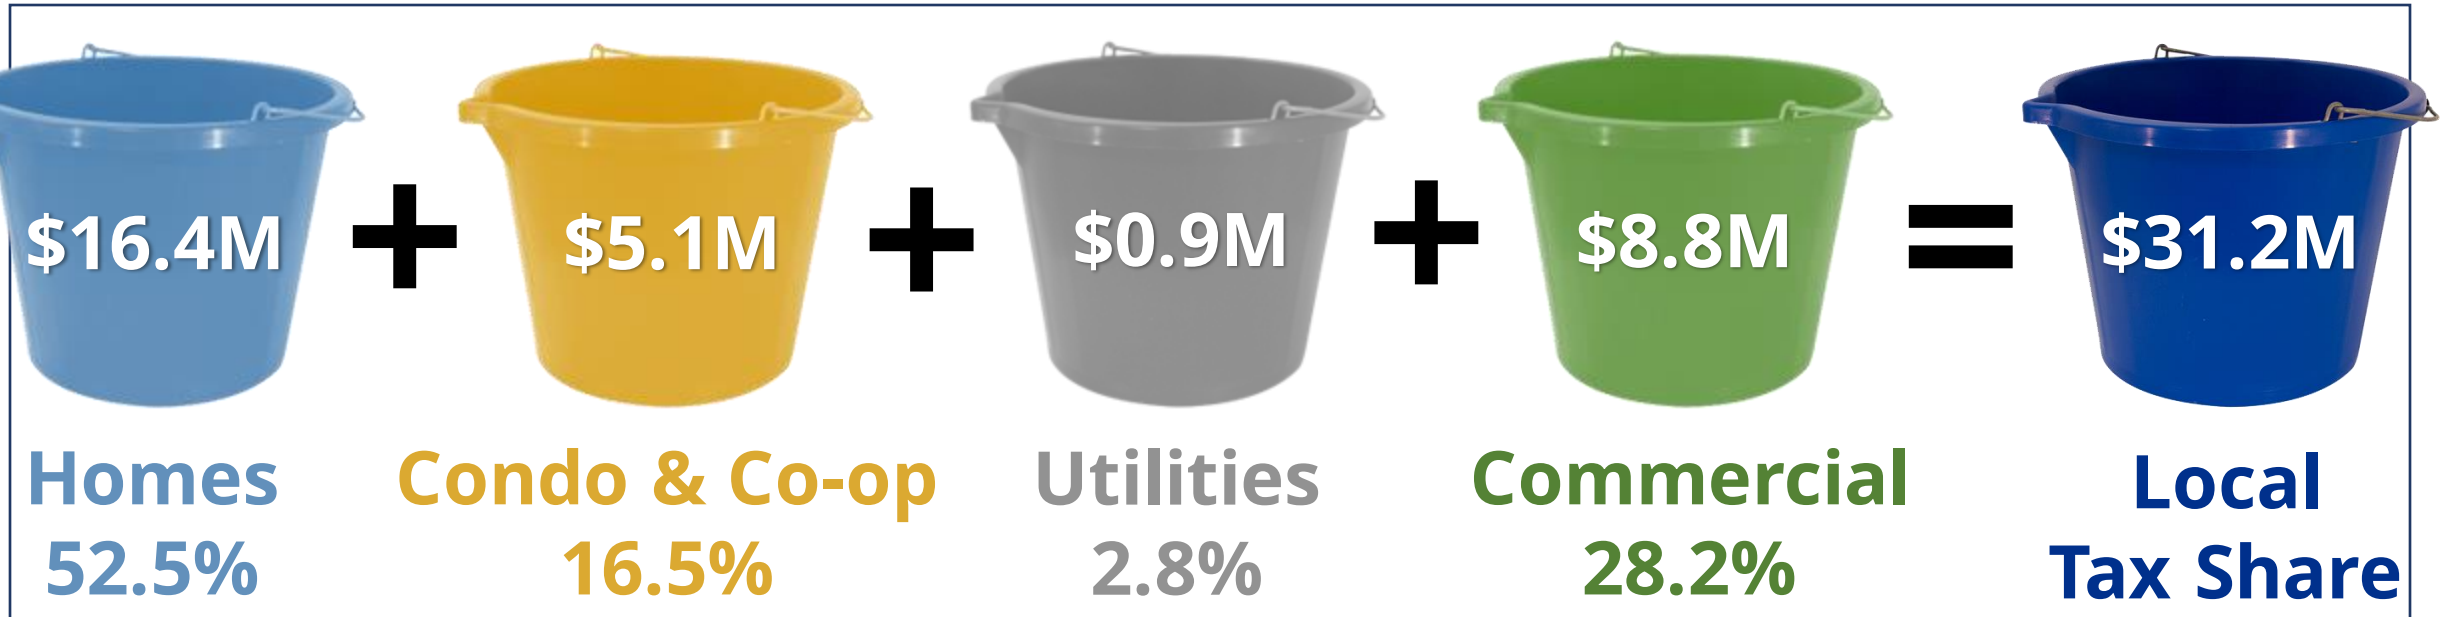 $16.4M + $5.1M + $0.9M + $8.8M = $31.2M
Homes Condo & Co-op Utilities Commercial Local
52.5% 16.5% 2.8% 28.2% Tax Share